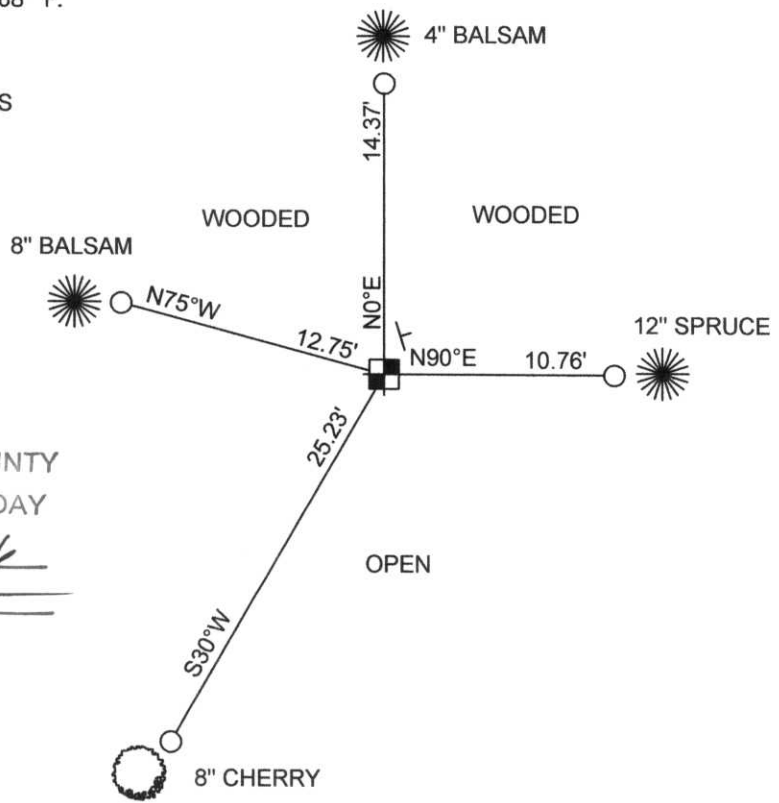 4" BALSAM
14.37'
WOODED
WOODED
8" BALSAM
N75°W
N0°E
12" SPRUCE
12.75'
N90°E
10.76'
25.23'
OPEN
S30°W
8" CHERRY